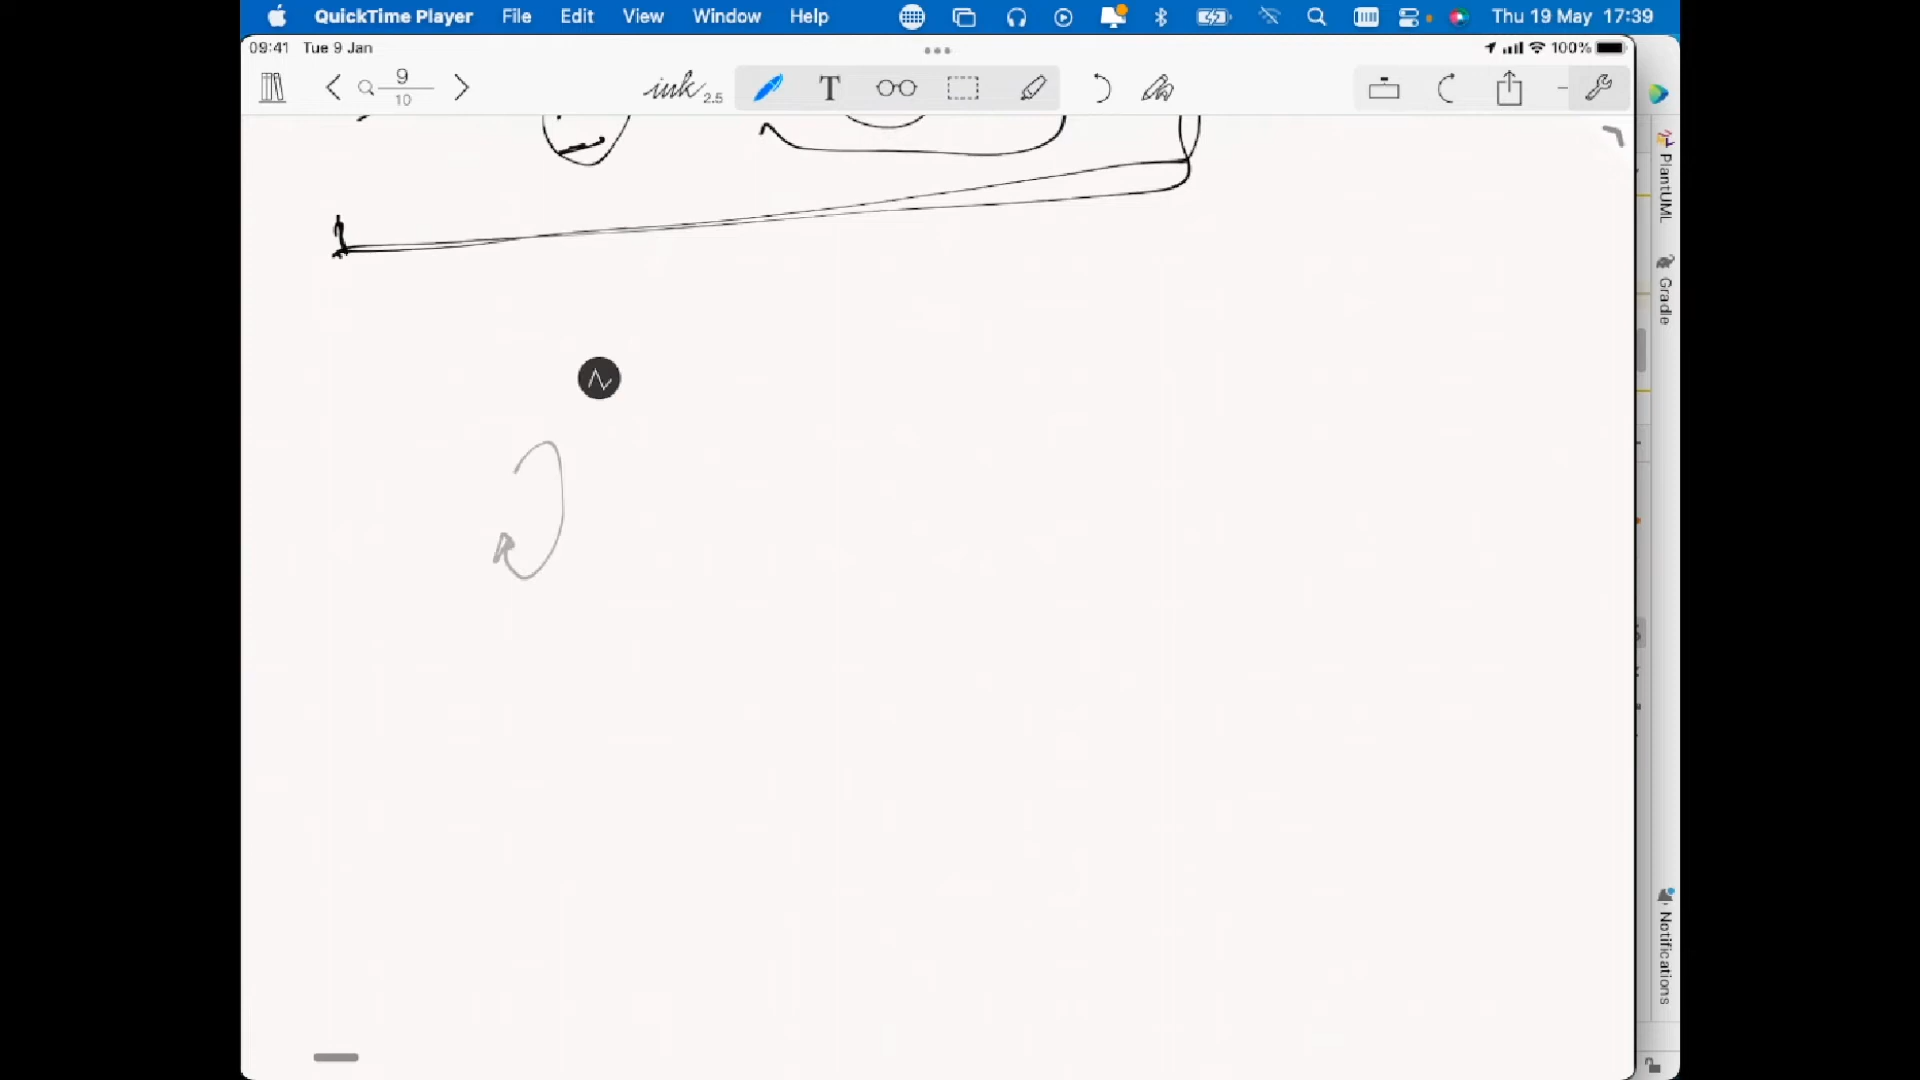 QuickTime Player File Edit View Window Help Thu 19 May 17:39
09:41 Tue 9 Jan 100%
9
10
ink 2.5
T
PlantUML
Gradle
Notifications